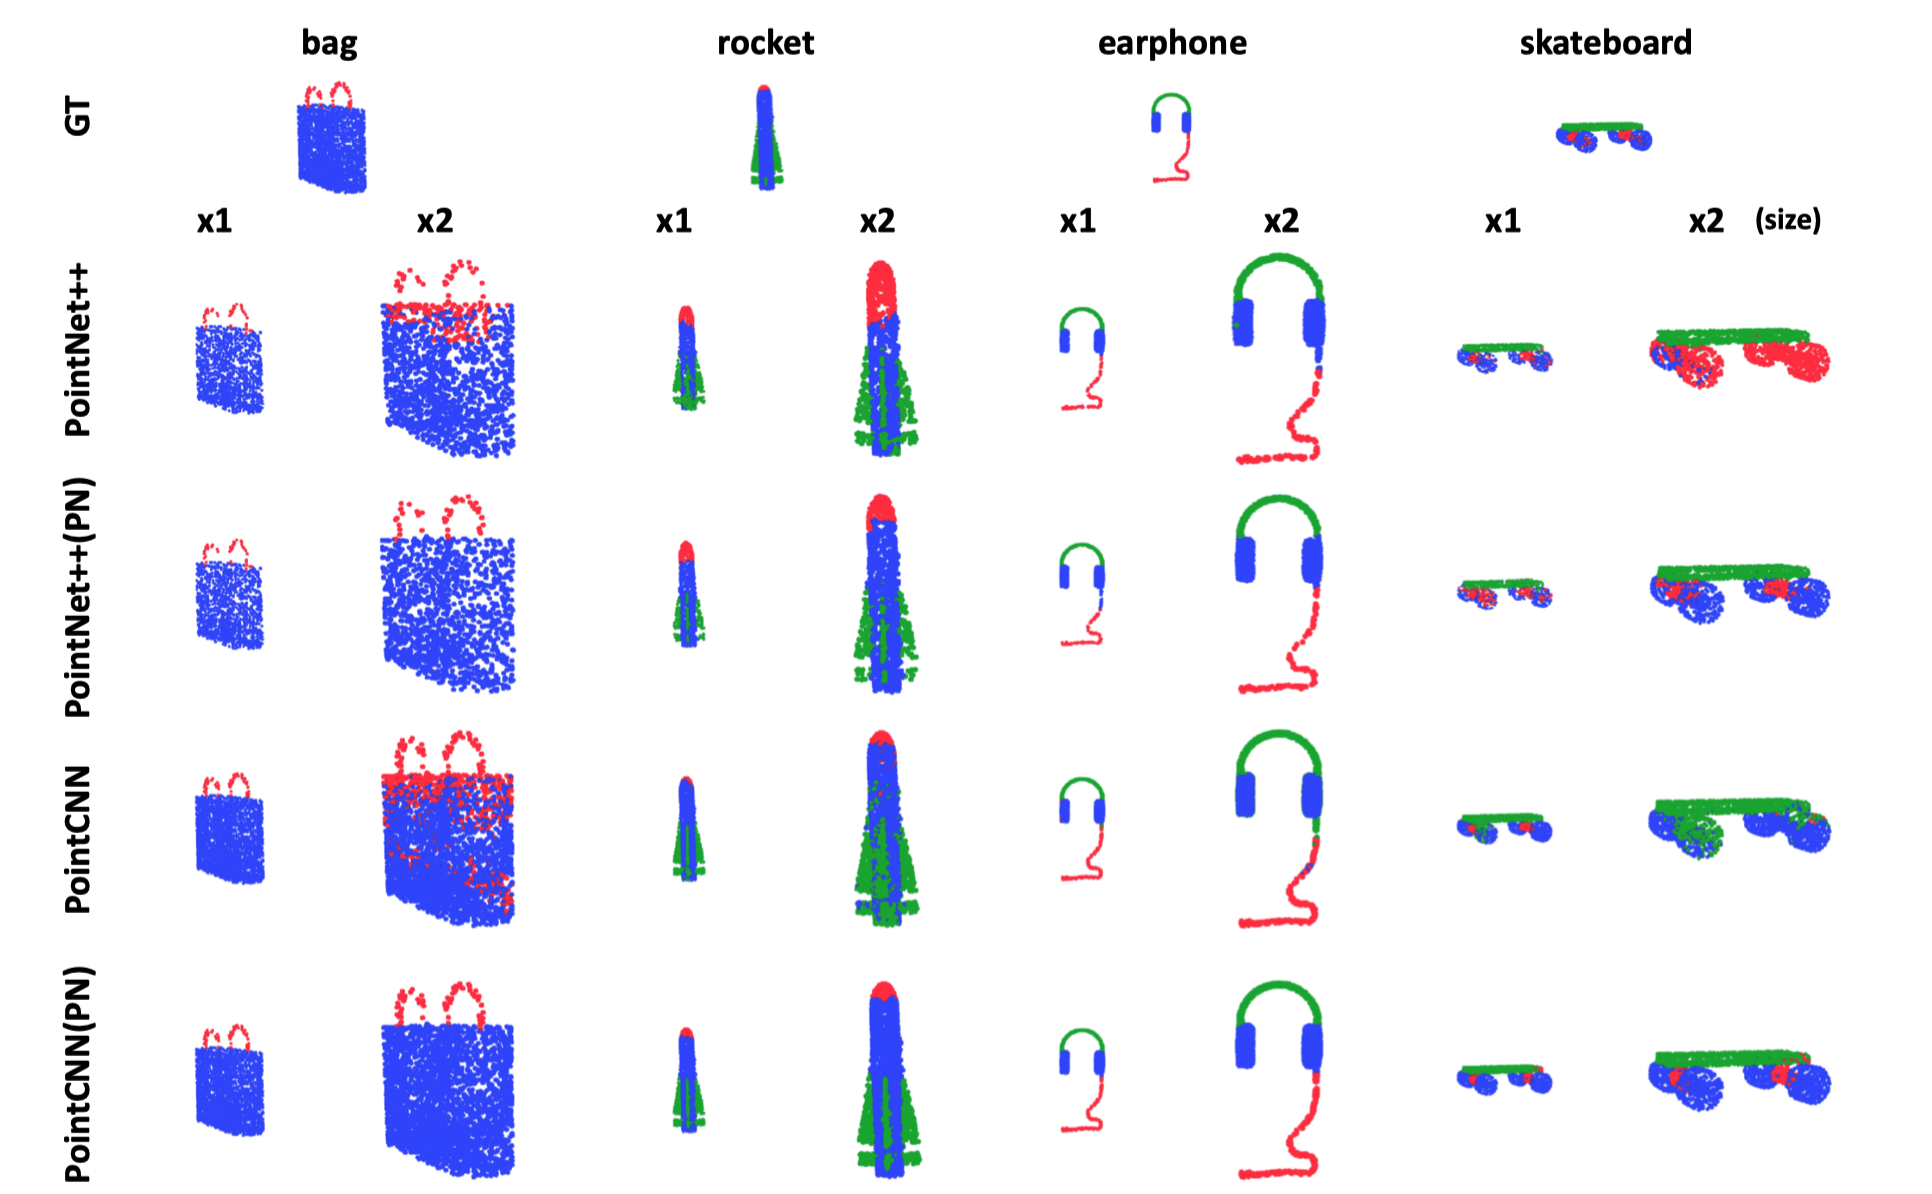 bag rocket earphone skateboard
GT
x1 x2 x1 x2 x1 x2 x1 x2 (size)
PointNet++
PointNet++(PN)
PointCNN
PointCNN(PN)